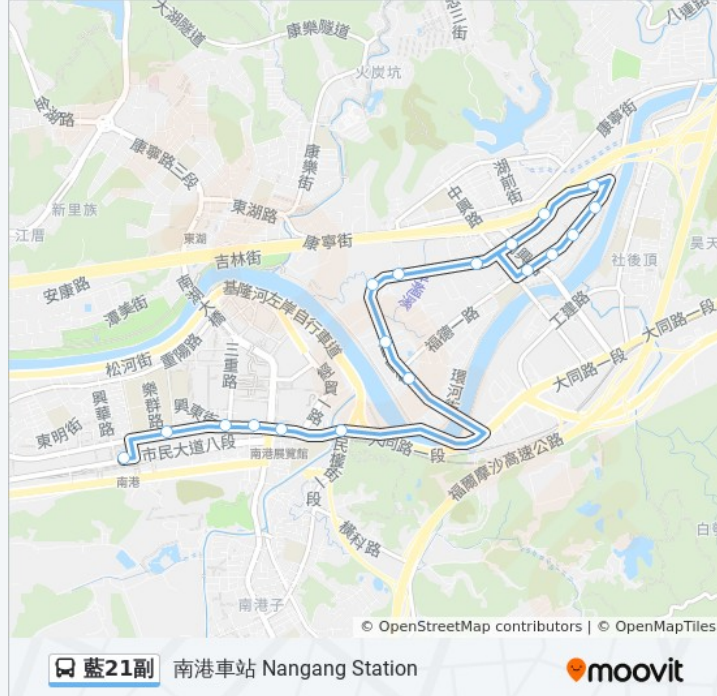 大湖隧道
康樂隧道
火炭坑
八連路
金湖路
康寧路三段
康樂街
康寧街
湖前街
中興路
新里族
東湖路
江厝
東湖
康寧街
吉林街
社後頂
昊天
安康路
潭美街
南湖大橋
基隆河左岸自行車道
福德一路
工建路
大同路一段
松河街
重陽路
三重路
經貿二路
環河街
大同路一段
興華路
樂群路
興東街
東明街
市民大道八段
南港展覽館
大同路一段
南港
福爾摩沙高速公路
橫科路
南港子
© OpenStreetMap contributors | © OpenMapTiles
藍21副 南港車站 Nangang Station
moovit